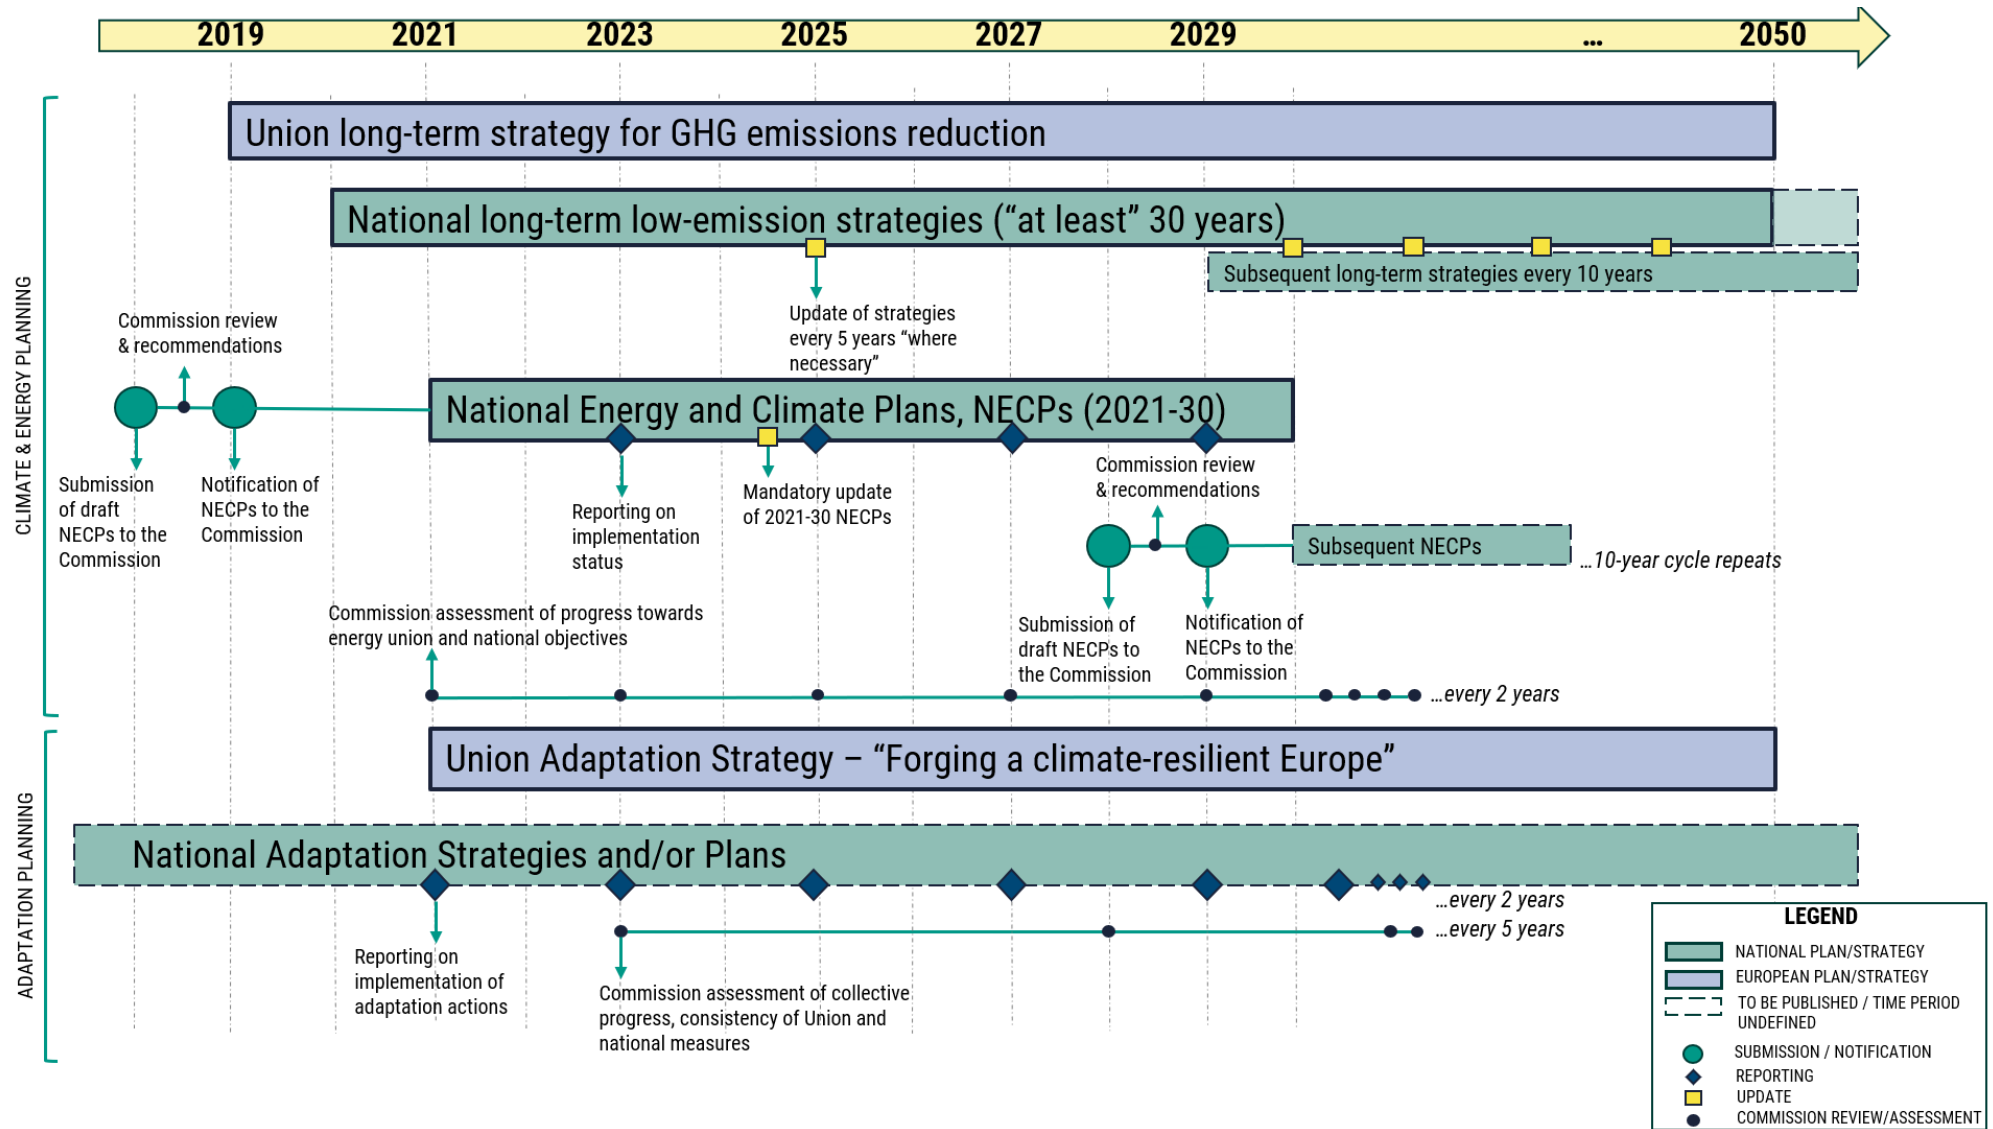 2019 2021 2023 2025 2027 2029 ... 2050
CLIMATE & ENERGY PLANNING
Union long-term strategy for GHG emissions reduction
National long-term low-emission strategies (“at least” 30 years)
Subsequent long-term strategies every 10 years
Update of strategies
every 5 years “where
necessary”
Commission review
& recommendations
National Energy and Climate Plans, NECPs (2021-30)
Submission
of draft
NECPs to the
Commission
Notification of
NECPs to the
Commission
Reporting on
implementation
status
Mandatory update
of 2021-30 NECPs
Commission review
& recommendations
Subsequent NECPs
...10-year cycle repeats
Submission of
draft NECPs to
the Commission
Notification of
NECPs to the
Commission
Commission assessment of progress towards
energy union and national objectives
...every 2 years
ADAPTATION PLANNING
Union Adaptation Strategy – “Forging a climate-resilient Europe”
National Adaptation Strategies and/or Plans
...every 2 years
...every 5 years
Reporting on
implementation of
adaptation actions
Commission assessment of collective
progress, consistency of Union and
national measures
LEGEND
NATIONAL PLAN/STRATEGY
EUROPEAN PLAN/STRATEGY
TO BE PUBLISHED / TIME PERIOD
UNDEFINED
SUBMISSION / NOTIFICATION
REPORTING
UPDATE
COMMISSION REVIEW/ASSESSMENT